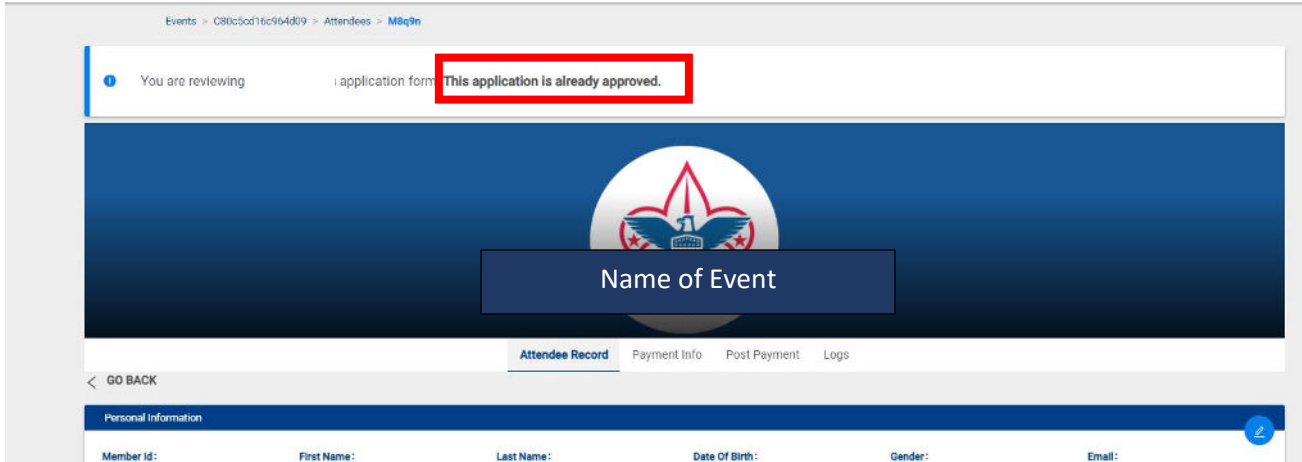 Events > C80c5cd16c964d09 > Attendees > M8q9n
You are reviewing s application form This application is already approved.
Name of Event
Attendee Record Payment Info Post Payment Logs
< GO BACK
Personal Information
Member Id: First Name: Last Name: Date Of Birth: Gender: Email: